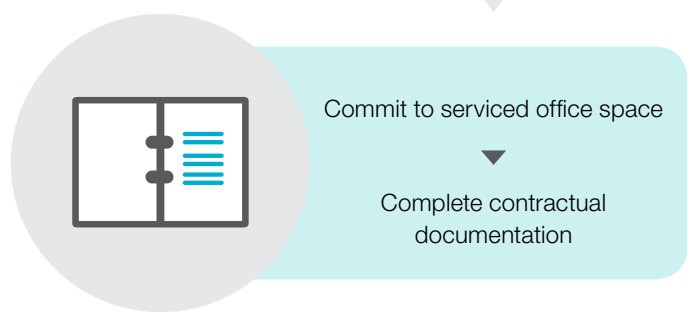 Commit to serviced office space
Complete contractual
documentation